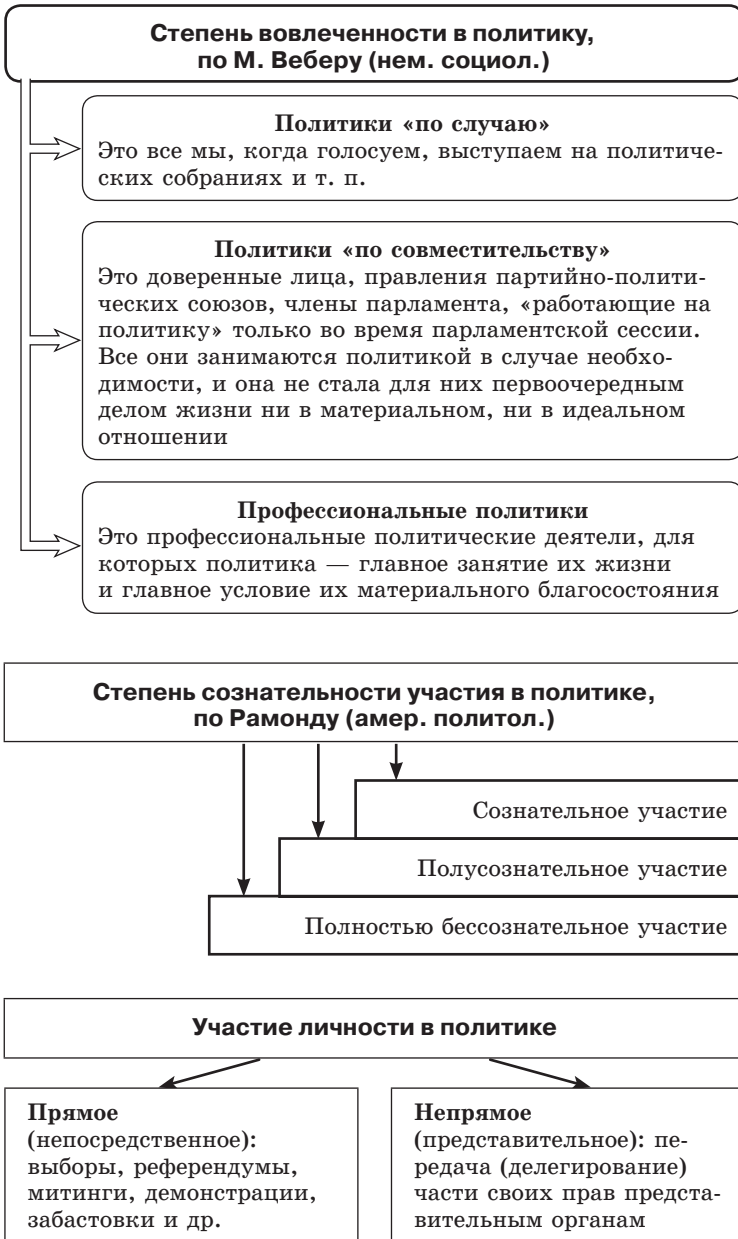 Степень вовлеченности в политику,
по М. Веберу (нем. социол.)
Политики «по случаю»
Это все мы, когда голосуем, выступаем на политиче-
ских собраниях и т. п.
Политики «по совместительству»
Это доверенные лица, правления партийно-полити-
ческих союзов, члены парламента, «работающие на
политику» только во время парламентской сессии.
Все они занимаются политикой в случае необхо-
димости, и она не стала для них первоочередным
делом жизни ни в материальном, ни в идеальном
отношении
Профессиональные политики
Это профессиональные политические деятели, для
которых политика — главное занятие их жизни
и главное условие их материального благосостояния
Степень сознательности участия в политике,
по Рамонду (амер. политол.)
Сознательное участие
Полусознательное участие
Полностью бессознательное участие
Участие личности в политике
Прямое
(непосредственное):
выборы, референдумы,
митинги, демонстрации,
забастовки и др.
Непрямое
(представительное): пе-
редача (делегирование)
части своих прав предста-
вительным органам